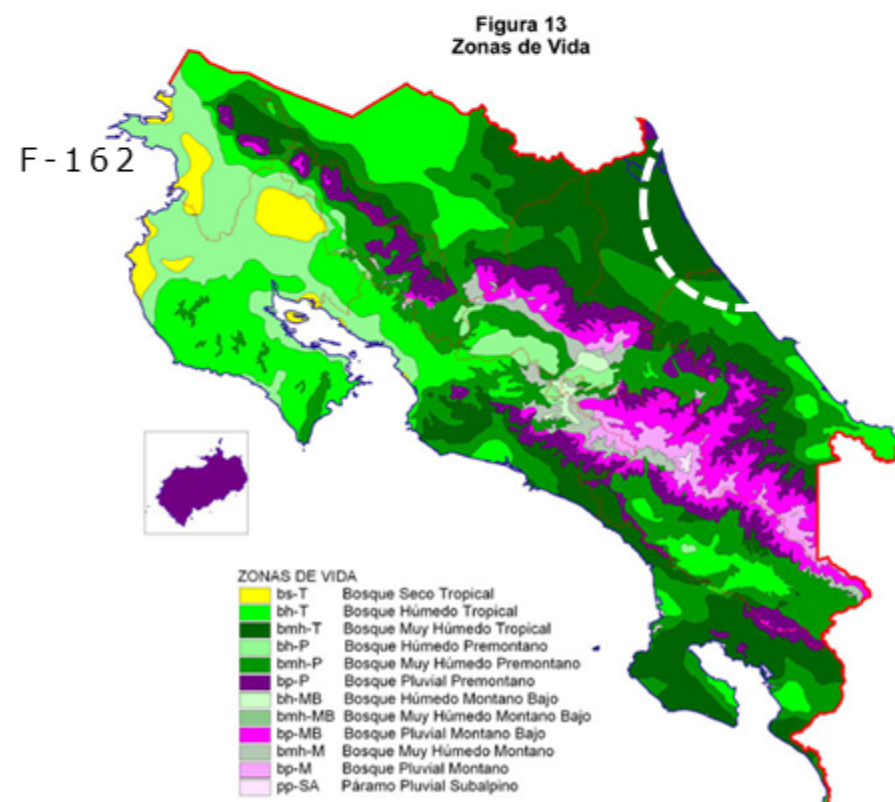 Figura 13
Zonas de Vida
F-162
ZONAS DE VIDA
bs-T Bosque Seco Tropical
bh-T Bosque Húmedo Tropical
bmh-T Bosque Muy Húmedo Tropical
bh-P Bosque Húmedo Premontano
bmh-P Bosque Muy Húmedo Premontano
bp-P Bosque Pluvial Premontano
bh-MB Bosque Húmedo Montano Bajo
bmh-MB Bosque Muy Húmedo Montano Bajo
bp-MB Bosque Pluvial Montano Bajo
bmh-M Bosque Muy Húmedo Montano
bp-M Bosque Pluvial Montano
pp-SA Páramo Pluvial Subalpino